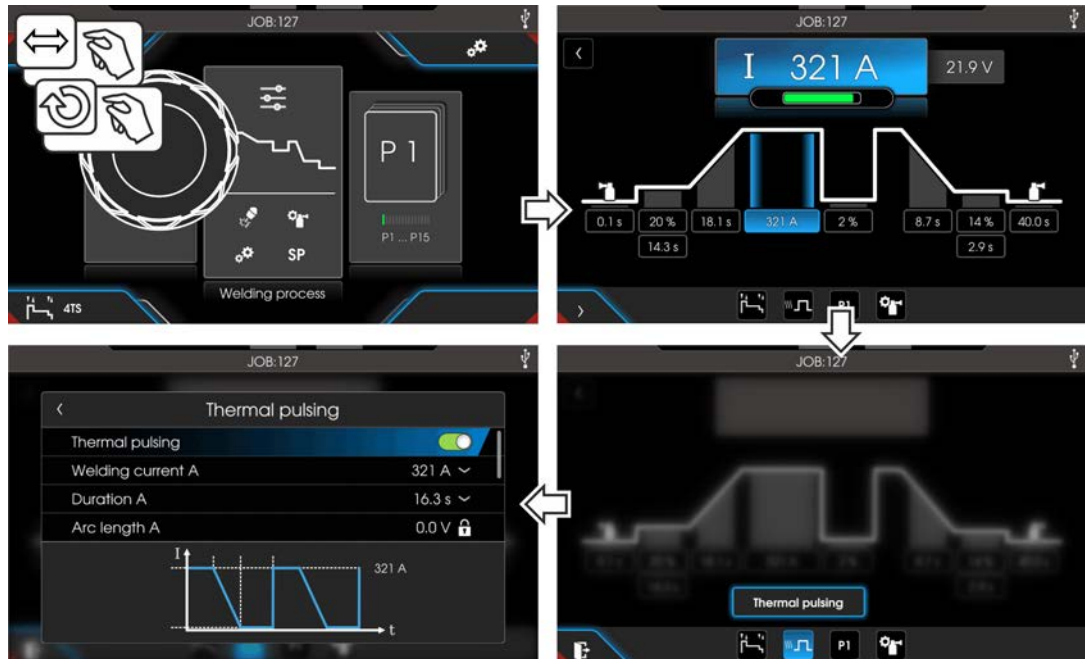 JOB:127
P 1
P1 ... P15
SP
Welding process
4TS
JOB:127
I 321 A
21.9 V
0.1 s 20 % 18.1 s 321 A 2 % 8.7 s 14 % 40.0 s
14.3 s 2.9 s
P1
JOB:127
Thermal pulsing
Thermal pulsing
Welding current A 321 A
Duration A 16.3 s
Arc length A 0.0 V
I
321 A
t
JOB:127
Thermal pulsing
P1